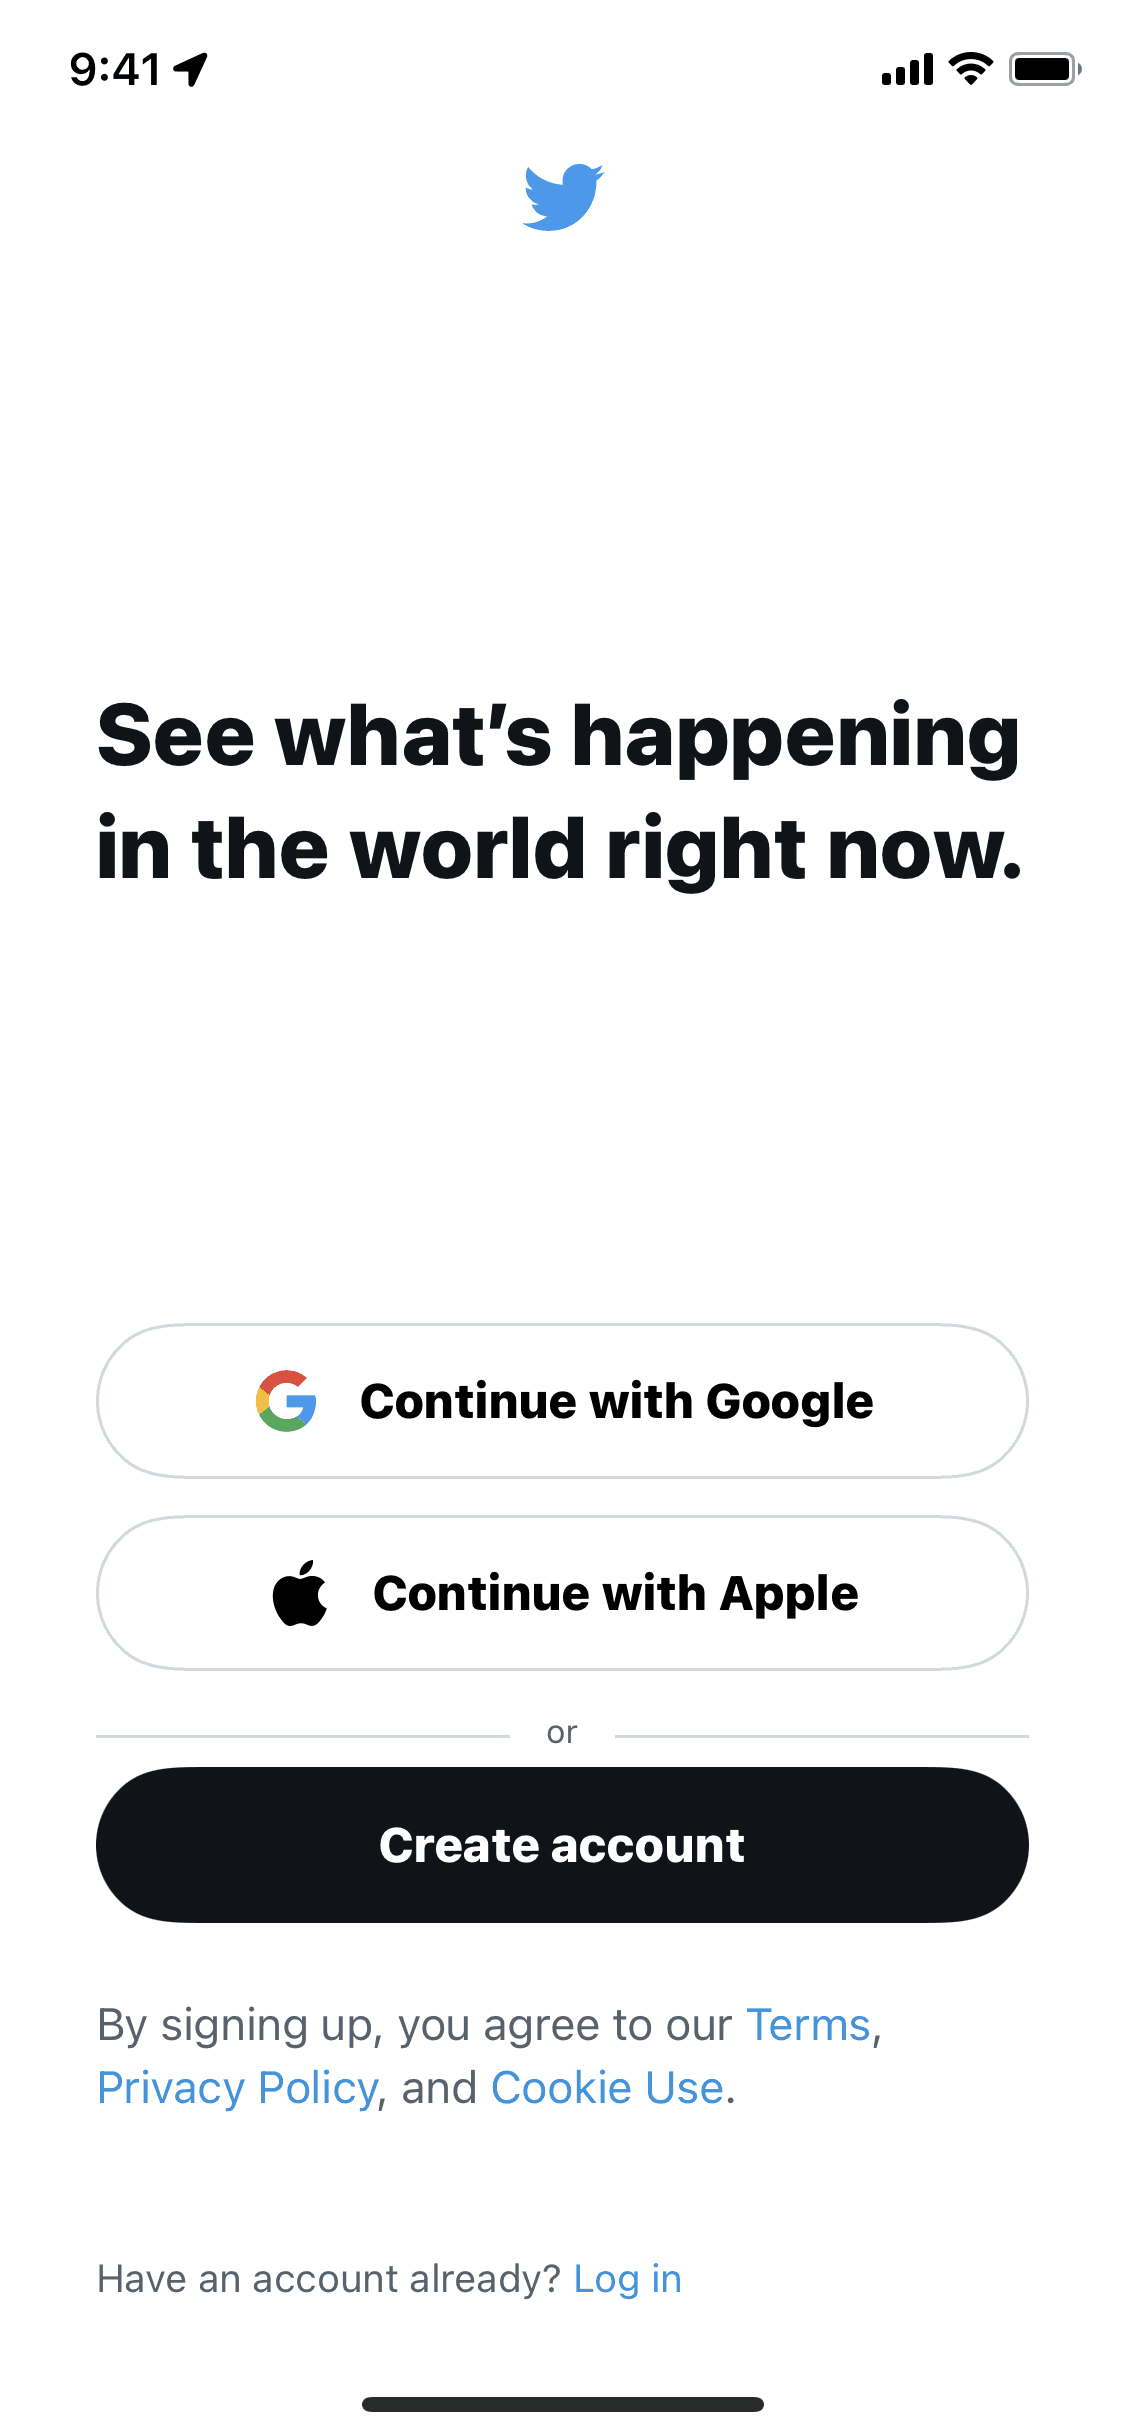 9:41
See what’s happening
in the world right now.
Continue with Google
Continue with Apple
or
Create account
By signing up, you agree to our Terms,
Privacy Policy, and Cookie Use.
Have an account already? Log in